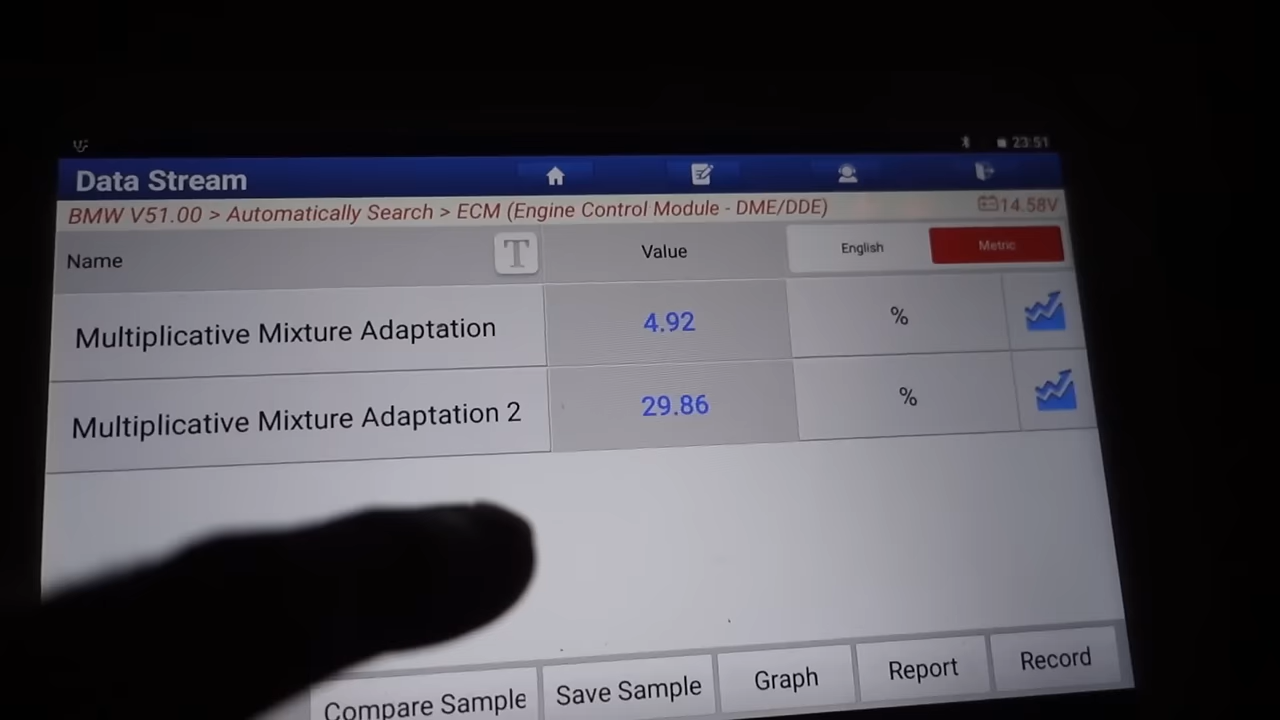 23:51
Data Stream
BMW V51.00 > Automatically Search > ECM (Engine Control Module - DME/DDE) 14.58V
Name T Value English Metric
Multiplicative Mixture Adaptation 4.92 %
Multiplicative Mixture Adaptation 2 29.86 %
Compare Sample Save Sample Graph Report Record